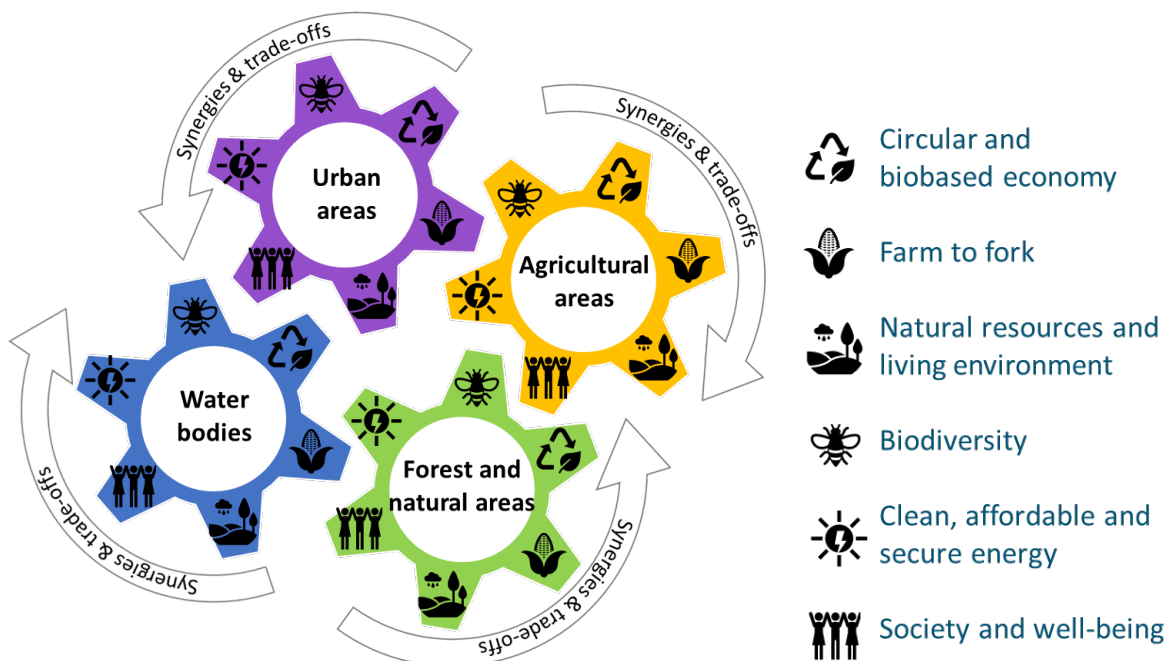 Synergies & trade-offs
Urban
areas
Synergies & trade-offs
Agricultural
areas
Water
bodies
Synergies & trade-offs
Forest and
natural areas
Synergies & trade-offs
Circular and
biobased economy
Farm to fork
Natural resources and
living environment
Biodiversity
Clean, affordable and
secure energy
Society and well-being